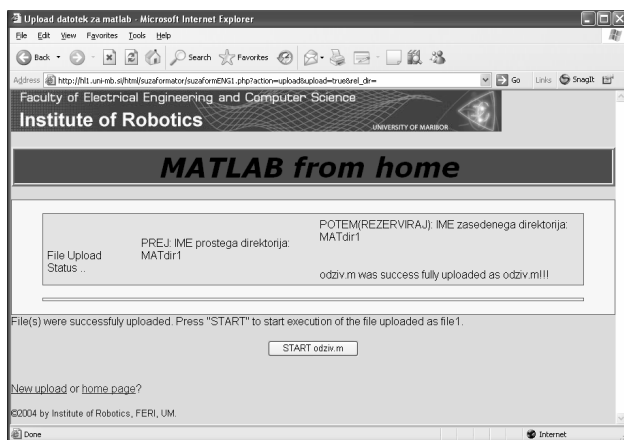 Upload datotek za matlab - Microsoft Internet Explorer
File Edit View Favorites Tools Help
Back Search Favorites
Address http://hl1.uni-mb.si/html/suzaformator/suzaformENG1.php?action=upload&upload=true&rel_dir= Go Links SnagIt
Faculty of Electrical Engineering and Computer Science
Institute of Robotics
UNIVERSITY OF MARIBOR
MATLAB from home
File Upload
Status ..
PREJ: IME prostega direktorija:
MATdir1
POTEM(REZERVIRAJ): IME zasedenega direktorija:
MATdir1
odziv.m was success fully uploaded as odziv.m!!!
File(s) were successfuly uploaded. Press "START" to start execution of the file uploaded as file1.
START odziv.m
New upload or home page?
©2004 by Institute of Robotics, FERI, UM.
Done Internet